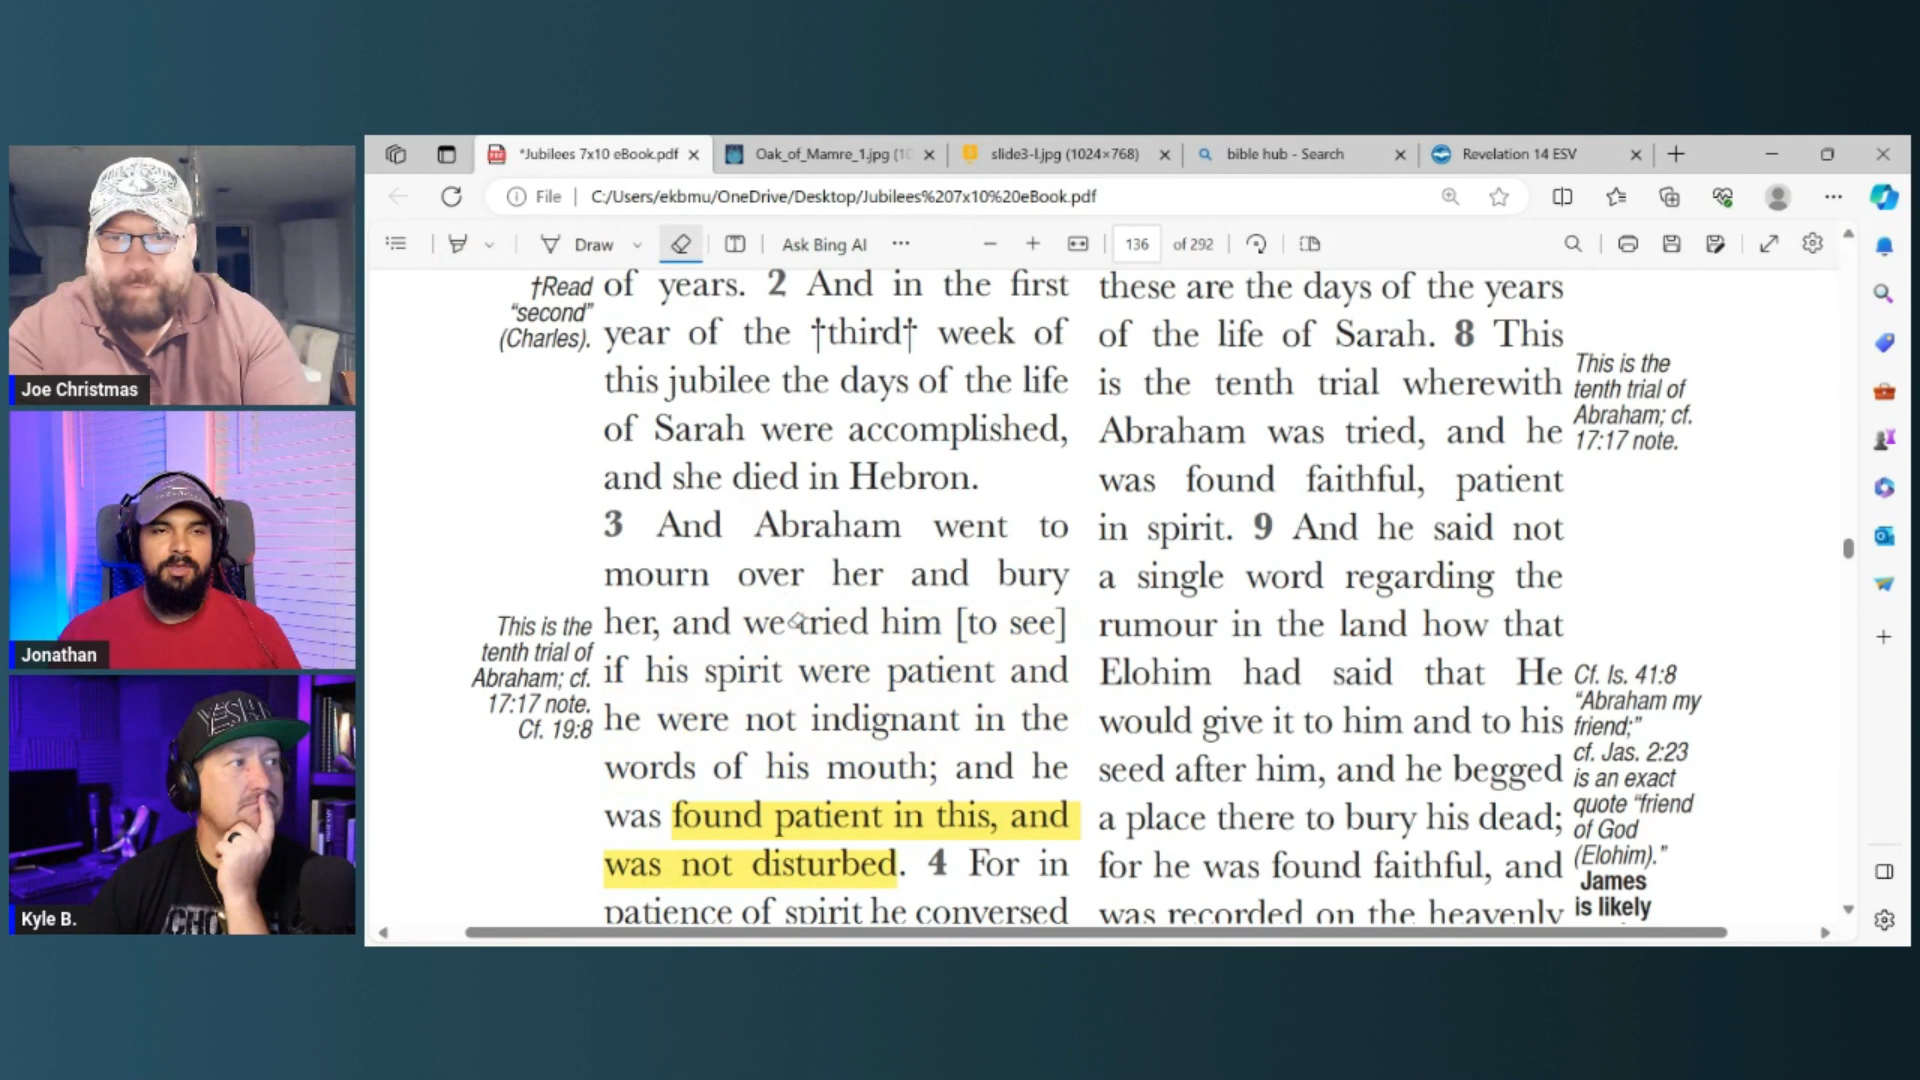 *Jubilees 7x10 eBook.pdf
Oak_of_Mamre_1.jpg (10
slide3-l.jpg (1024×768)
bible hub - Search
Revelation 14 ESV
File
C:/Users/ekbmu/OneDrive/Desktop/Jubilees%207x10%20eBook.pdf
Draw
Ask Bing AI
136 of 292
†Read
“second”
(Charles).
of years. 2 And in the first
year of the †third† week of
this jubilee the days of the life
of Sarah were accomplished,
and she died in Hebron.
3 And Abraham went to
mourn over her and bury
her, and we tried him [to see]
if his spirit were patient and
he were not indignant in the
words of his mouth; and he
was found patient in this, and
was not disturbed. 4 For in
patience of spirit he conversed
This is the
tenth trial of
Abraham; cf.
17:17 note.
Cf. 19:8
these are the days of the years
of the life of Sarah. 8 This
is the tenth trial wherewith
Abraham was tried, and he
was found faithful, patient
in spirit. 9 And he said not
a single word regarding the
rumour in the land how that
Elohim had said that He
would give it to him and to his
seed after him, and he begged
a place there to bury his dead;
for he was found faithful, and
was recorded on the heavenly
This is the
tenth trial of
Abraham; cf.
17:17 note.
Cf. Is. 41:8
“Abraham my
friend;”
cf. Jas. 2:23
is an exact
quote “friend
of God
(Elohim).”
James
is likely
Joe Christmas
Jonathan
Kyle B.